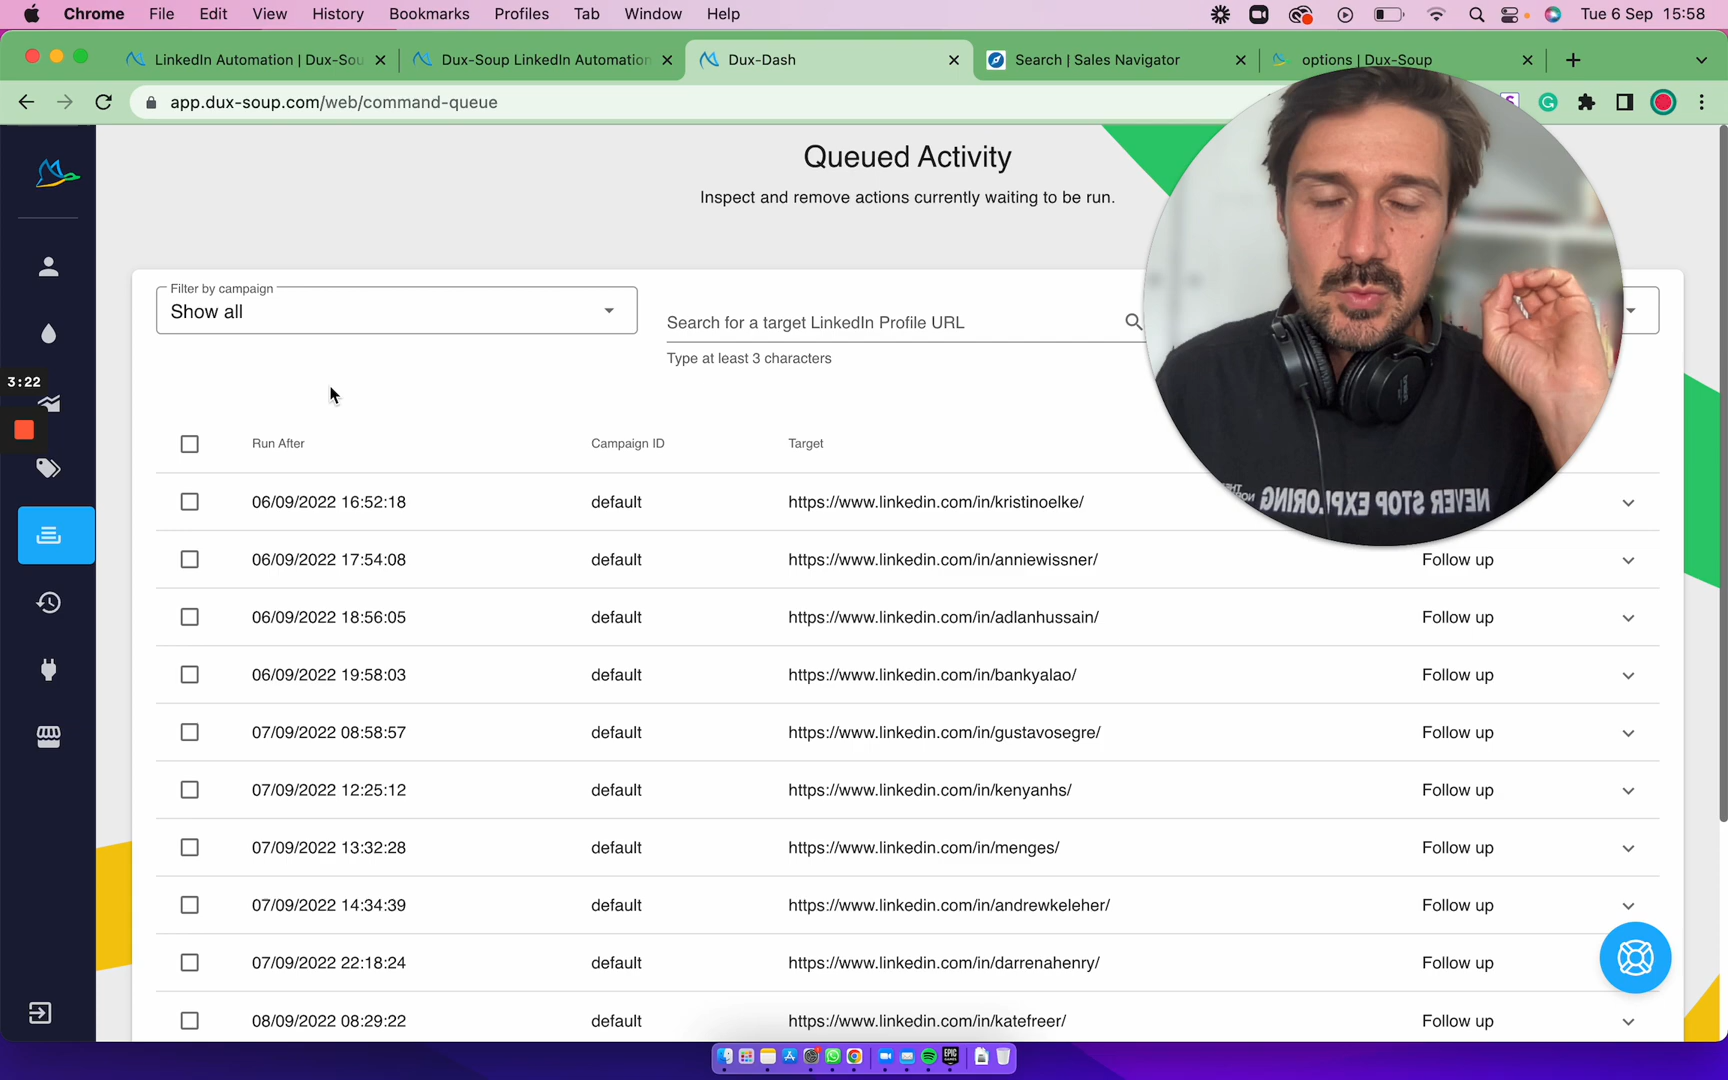 Chrome File Edit View History Bookmarks Profiles Tab Window Help Tue 6 Sep 15:58
LinkedIn Automation | Dux-Sou Dux-Soup LinkedIn Automation Dux-Dash Search | Sales Navigator options | Dux-Soup
app.dux-soup.com/web/command-queue
Queued Activity
Inspect and remove actions currently waiting to be run.
Filter by campaign
Show all
Search for a target LinkedIn Profile URL
Type at least 3 characters
3:22
Run After Campaign ID Target
06/09/2022 16:52:18 default https://www.linkedin.com/in/kristinoelke/
06/09/2022 17:54:08 default https://www.linkedin.com/in/anniewissner/ Follow up
06/09/2022 18:56:05 default https://www.linkedin.com/in/adlanhussain/ Follow up
06/09/2022 19:58:03 default https://www.linkedin.com/in/bankyalao/ Follow up
07/09/2022 08:58:57 default https://www.linkedin.com/in/gustavosegre/ Follow up
07/09/2022 12:25:12 default https://www.linkedin.com/in/kenyanhs/ Follow up
07/09/2022 13:32:28 default https://www.linkedin.com/in/menges/ Follow up
07/09/2022 14:34:39 default https://www.linkedin.com/in/andrewkeleher/ Follow up
07/09/2022 22:18:24 default https://www.linkedin.com/in/darrenahenry/ Follow up
08/09/2022 08:29:22 default https://www.linkedin.com/in/katefreer/ Follow up
NEVER STOP EXPLORING
EPIC